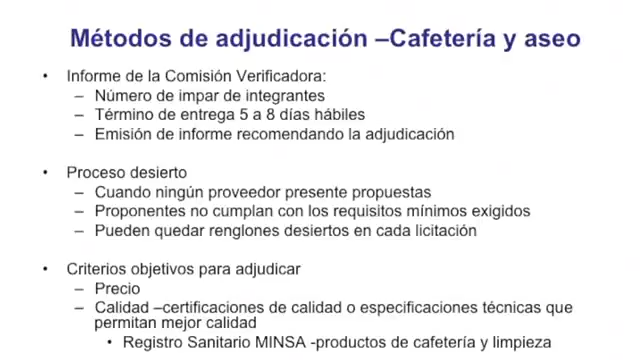 Métodos de adjudicación –Cafetería y aseo
• Informe de la Comisión Verificadora:
– Número de impar de integrantes
– Término de entrega 5 a 8 días hábiles
– Emisión de informe recomendando la adjudicación
• Proceso desierto
– Cuando ningún proveedor presente propuestas
– Proponentes no cumplan con los requisitos mínimos exigidos
– Pueden quedar renglones desiertos en cada licitación
• Criterios objetivos para adjudicar
– Precio
– Calidad –certificaciones de calidad o especificaciones técnicas que
permitan mejor calidad
• Registro Sanitario MINSA -productos de cafetería y limpieza